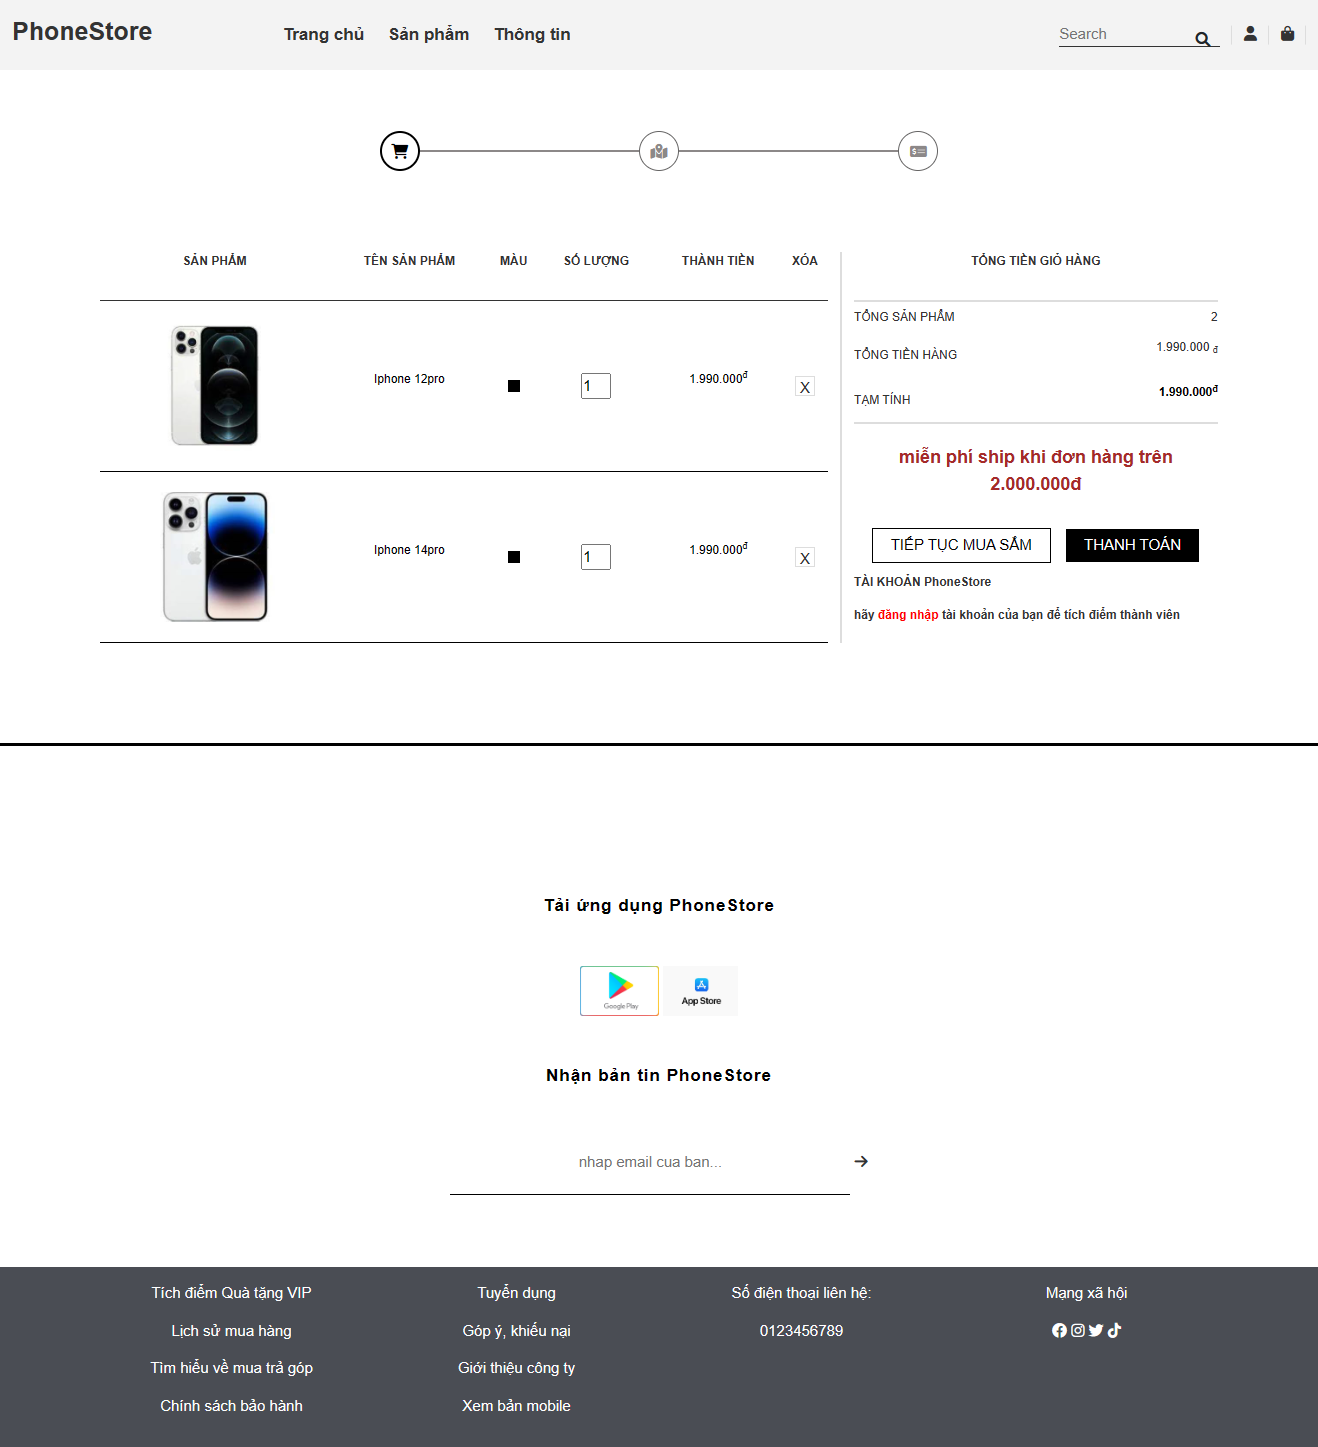 PhoneStore
Trang chủ Sản phẩm Thông tin
Search
SẢN PHẨM TÊN SẢN PHẨM MÀU SỐ LƯỢNG THÀNH TIỀN XÓA
Iphone 12pro 1 1.990.000đ X
Iphone 14pro 1 1.990.000đ X
TỔNG TIỀN GIỎ HÀNG
TỔNG SẢN PHẨM 2
TỔNG TIỀN HÀNG 1.990.000 đ
TẠM TÍNH 1.990.000đ
miễn phí ship khi đơn hàng trên
2.000.000đ
TIẾP TỤC MUA SẮM THANH TOÁN
TÀI KHOẢN PhoneStore
hãy đăng nhập tài khoản của bạn để tích điểm thành viên
Tải ứng dụng PhoneStore
Google Play App Store
Nhận bản tin PhoneStore
nhap email cua ban...
Tích điểm Quà tặng VIP Tuyển dụng Số điện thoại liên hệ: Mạng xã hội
Lịch sử mua hàng Góp ý, khiếu nại 0123456789
Tìm hiểu về mua trả góp Giới thiệu công ty
Chính sách bảo hành Xem bản mobile